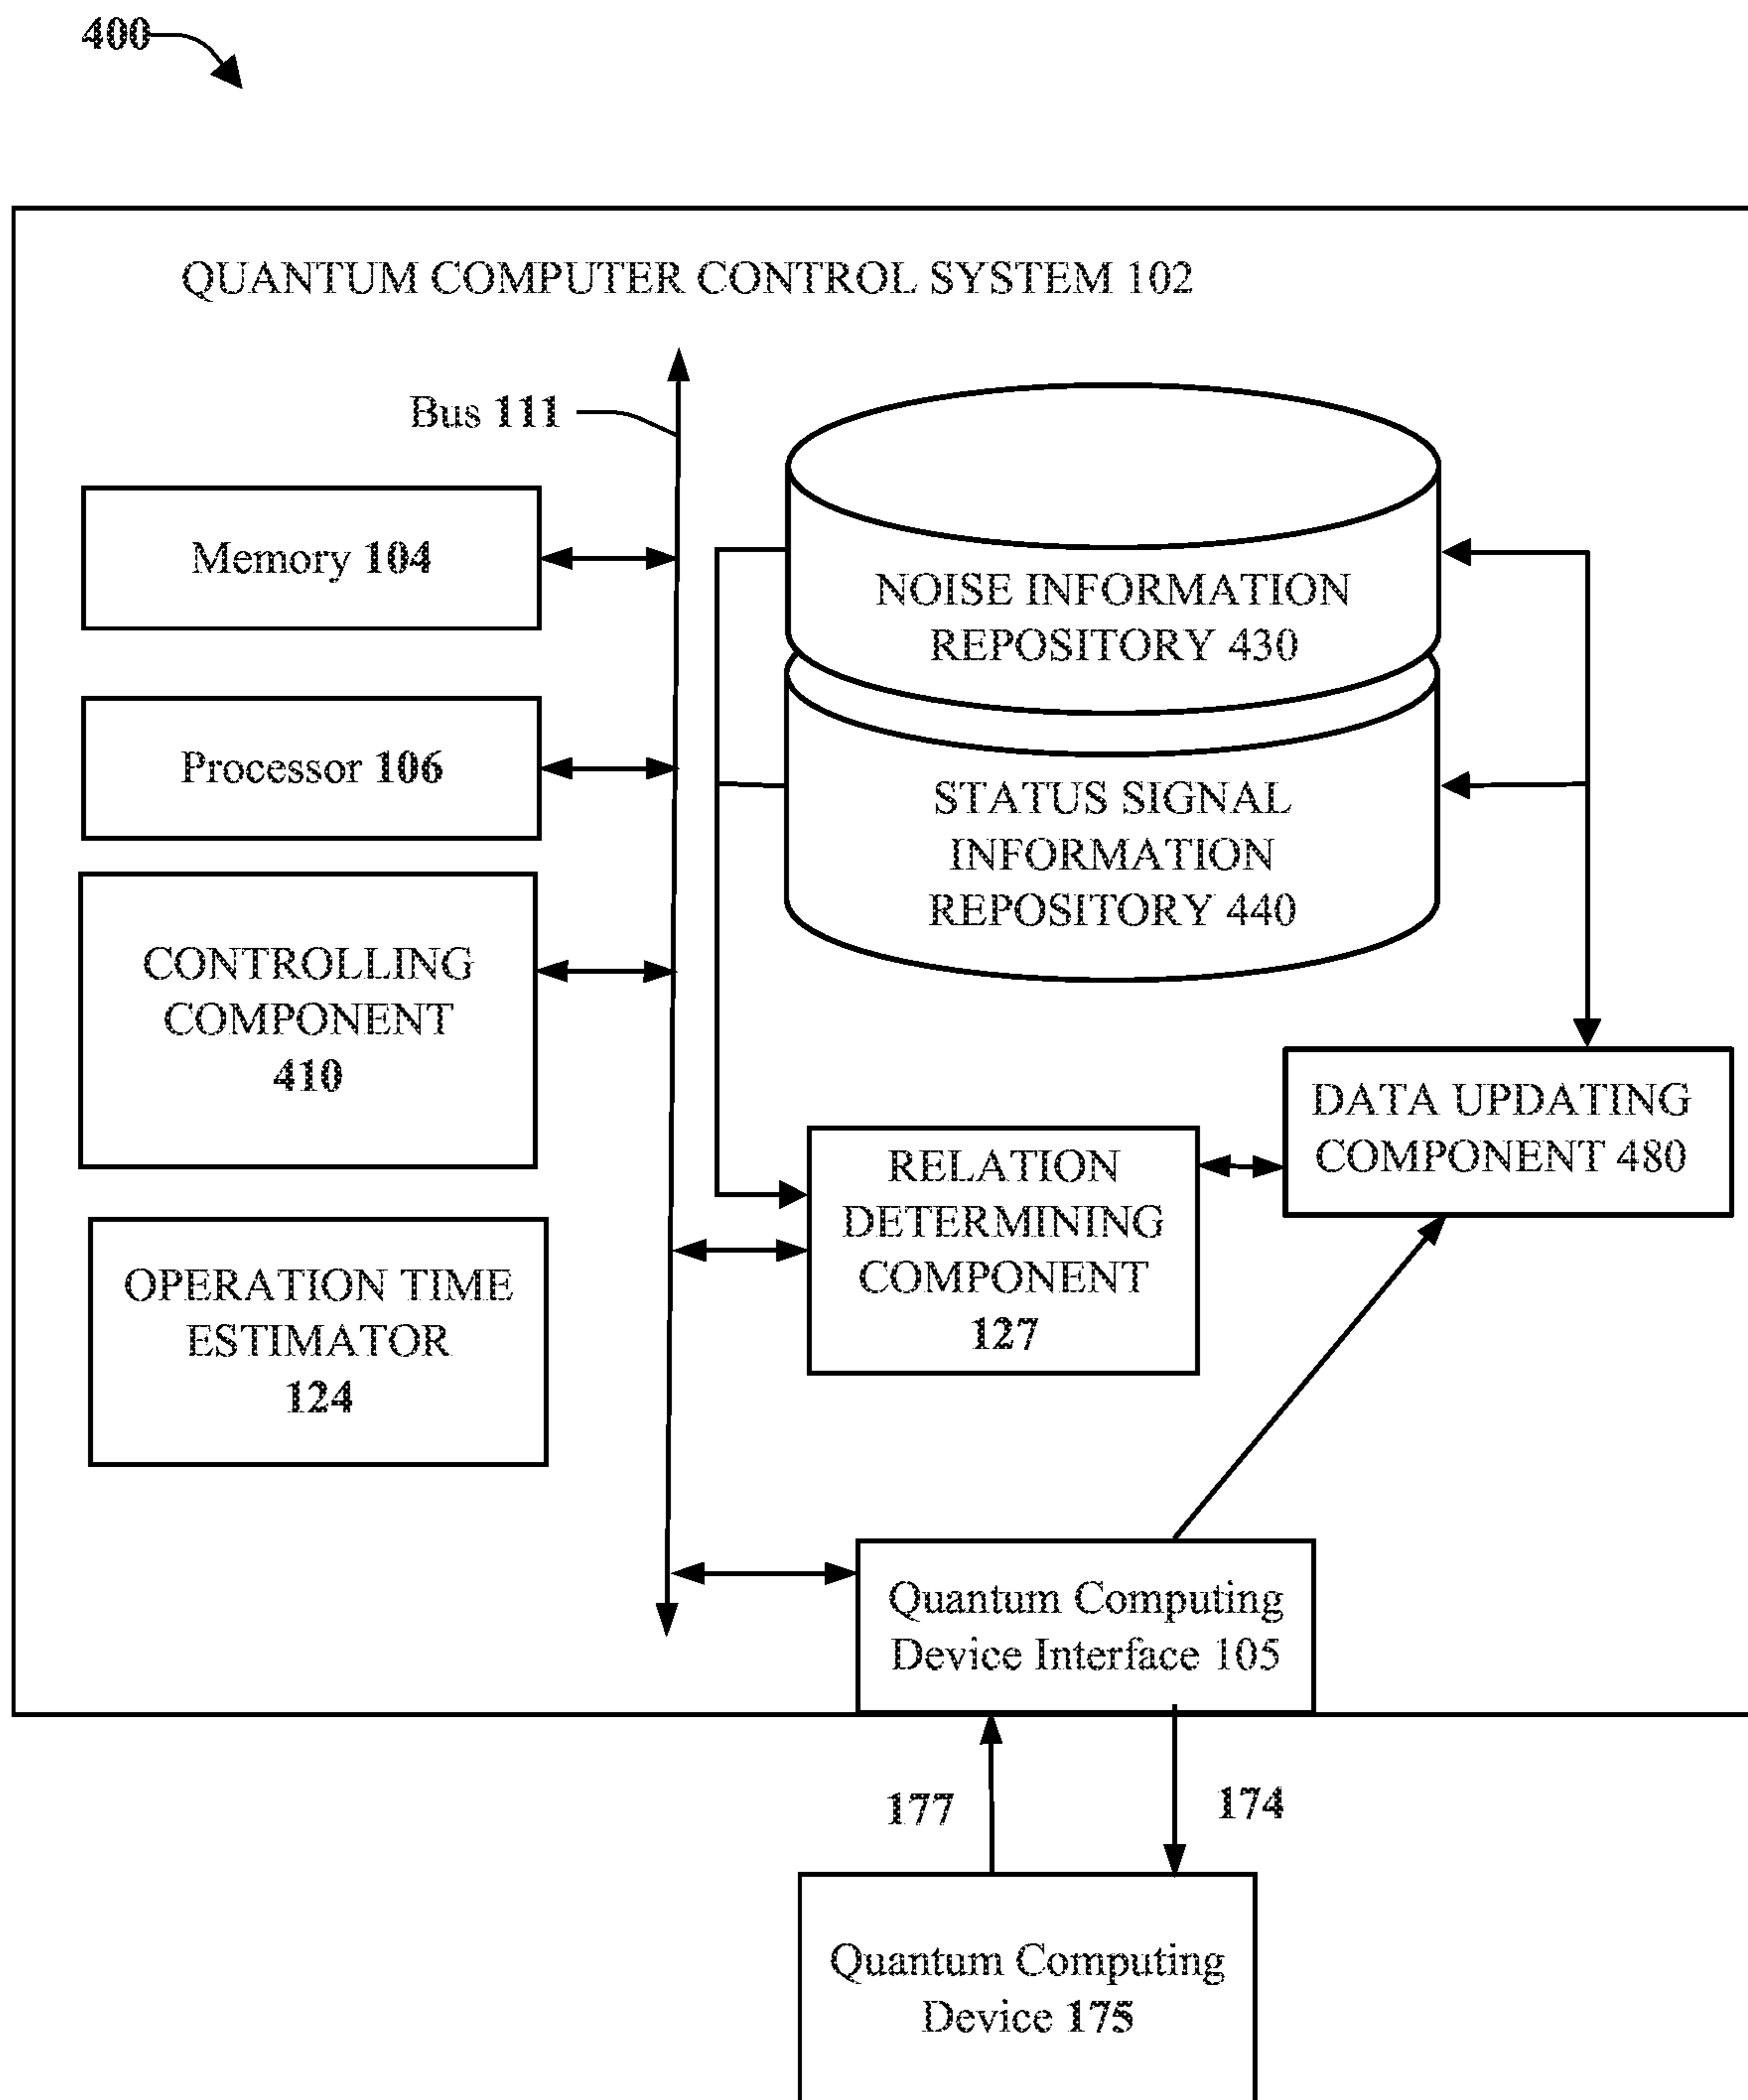 400
QUANTUM COMPUTER CONTROL SYSTEM 102
Bus 111
Memory 104
Processor 106
CONTROLLING
COMPONENT
410
OPERATION TIME
ESTIMATOR
124
NOISE INFORMATION
REPOSITORY 430
STATUS SIGNAL
INFORMATION
REPOSITORY 440
DATA UPDATING
COMPONENT 480
RELATION
DETERMINING
COMPONENT
127
Quantum Computing
Device Interface 105
177
174
Quantum Computing
Device 175